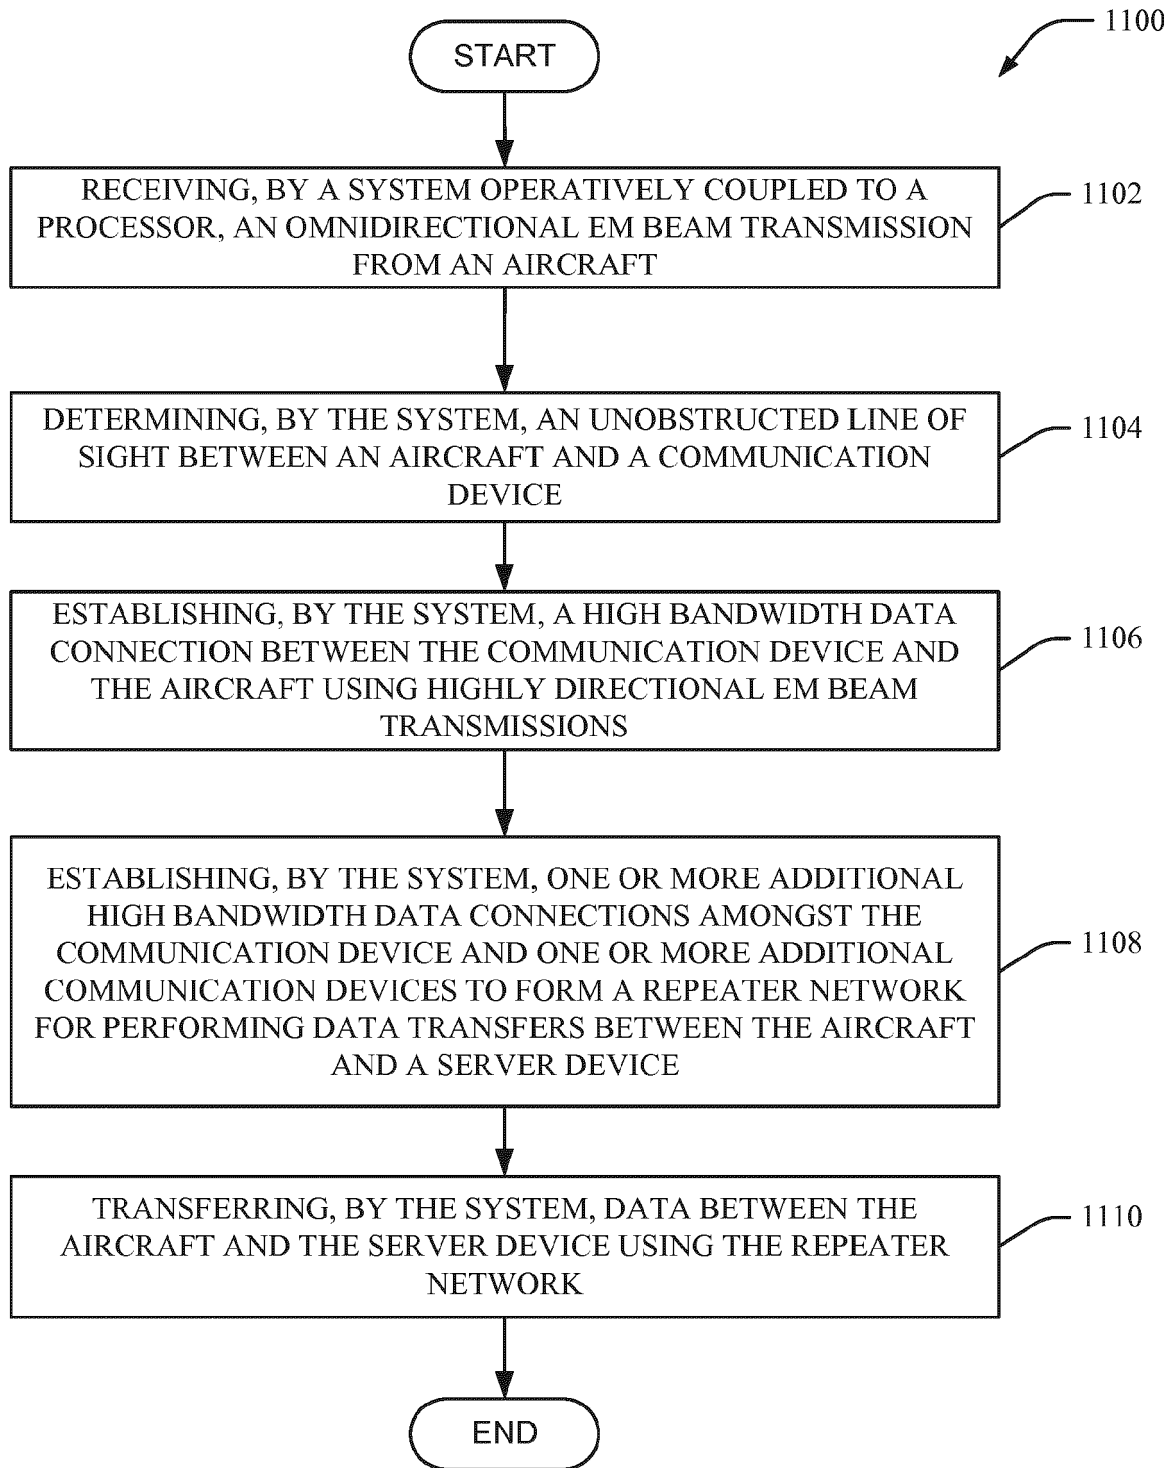 1100
START
RECEIVING, BY A SYSTEM OPERATIVELY COUPLED TO A
PROCESSOR, AN OMNIDIRECTIONAL EM BEAM TRANSMISSION
FROM AN AIRCRAFT
1102
DETERMINING, BY THE SYSTEM, AN UNOBSTRUCTED LINE OF
SIGHT BETWEEN AN AIRCRAFT AND A COMMUNICATION
DEVICE
1104
ESTABLISHING, BY THE SYSTEM, A HIGH BANDWIDTH DATA
CONNECTION BETWEEN THE COMMUNICATION DEVICE AND
THE AIRCRAFT USING HIGHLY DIRECTIONAL EM BEAM
TRANSMISSIONS
1106
ESTABLISHING, BY THE SYSTEM, ONE OR MORE ADDITIONAL
HIGH BANDWIDTH DATA CONNECTIONS AMONGST THE
COMMUNICATION DEVICE AND ONE OR MORE ADDITIONAL
COMMUNICATION DEVICES TO FORM A REPEATER NETWORK
FOR PERFORMING DATA TRANSFERS BETWEEN THE AIRCRAFT
AND A SERVER DEVICE
1108
TRANSFERRING, BY THE SYSTEM, DATA BETWEEN THE
AIRCRAFT AND THE SERVER DEVICE USING THE REPEATER
NETWORK
1110
END